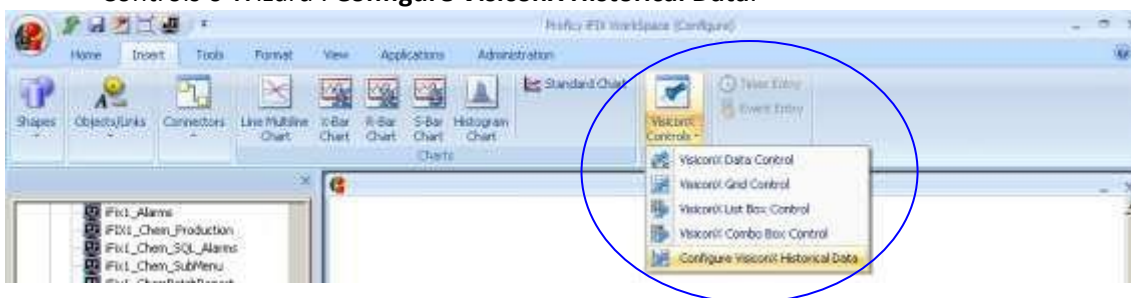 Controls o Wizard : Configure VisiconX Historical Data.
Proficy iFIX WorkSpace (Configure)
Home Insert Tools Format View Applications Administration
Shapes Objects/Links Connectors Line Multiline Chart X-Bar Chart R-Bar Chart S-Bar Chart Histogram Chart Standard Chart VisiconX Controls Timer Entry Event Entry
Charts
VisiconX Data Control
VisiconX Grid Control
VisiconX List Box Control
VisiconX Combo Box Control
Configure VisiconX Historical Data
iFix1_Alarms
iFIX1_Chem_Production
iFix1_Chem_SQL_Alarms
iFix1_Chem_SubMenu
iFix1_ChemBatchReport